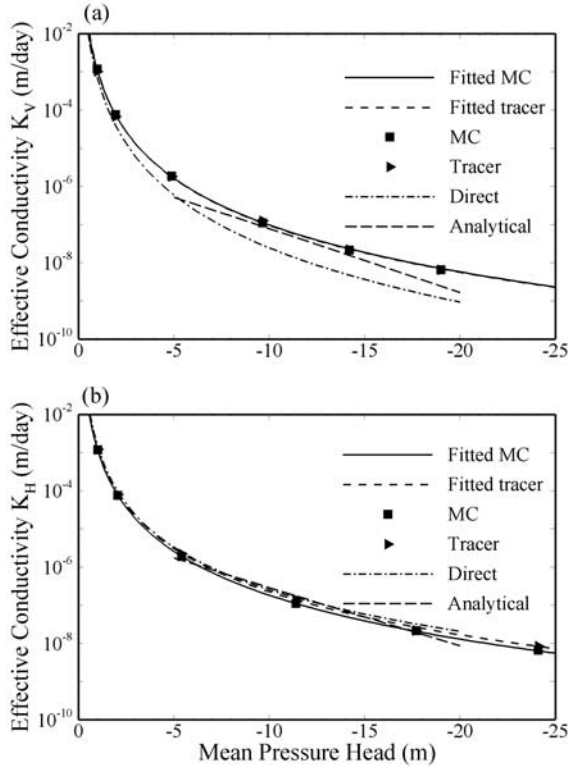 (a)
Effective Conductivity K_V (m/day)
10^-2
10^-4
10^-6
10^-8
10^-10
Fitted MC
Fitted tracer
MC
Tracer
Direct
Analytical
0 -5 -10 -15 -20 -25
(b)
Effective Conductivity K_H (m/day)
10^-2
10^-4
10^-6
10^-8
10^-10
Fitted MC
Fitted tracer
MC
Tracer
Direct
Analytical
0 -5 -10 -15 -20 -25
Mean Pressure Head (m)